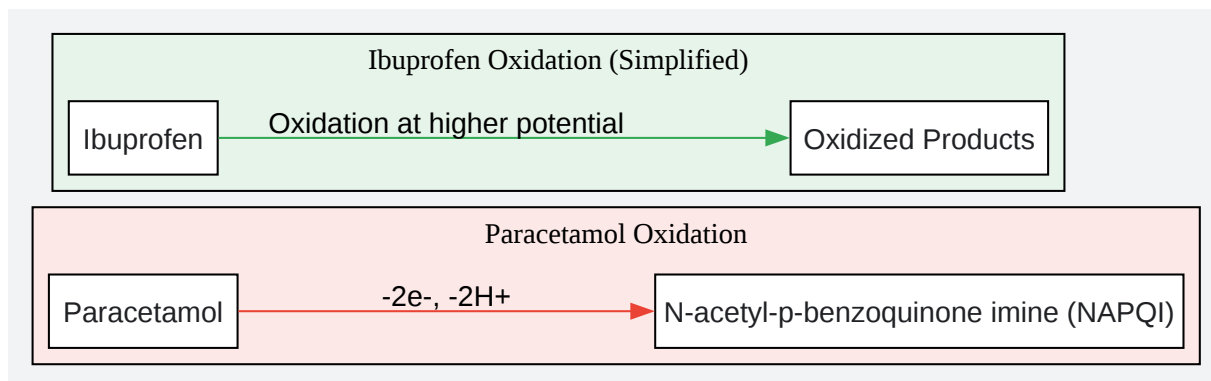 Ibuprofen Oxidation (Simplified)
Ibuprofen
Oxidation at higher potential
Oxidized Products
Paracetamol Oxidation
Paracetamol
-2e-, -2H+
N-acetyl-p-benzoquinone imine (NAPQI)